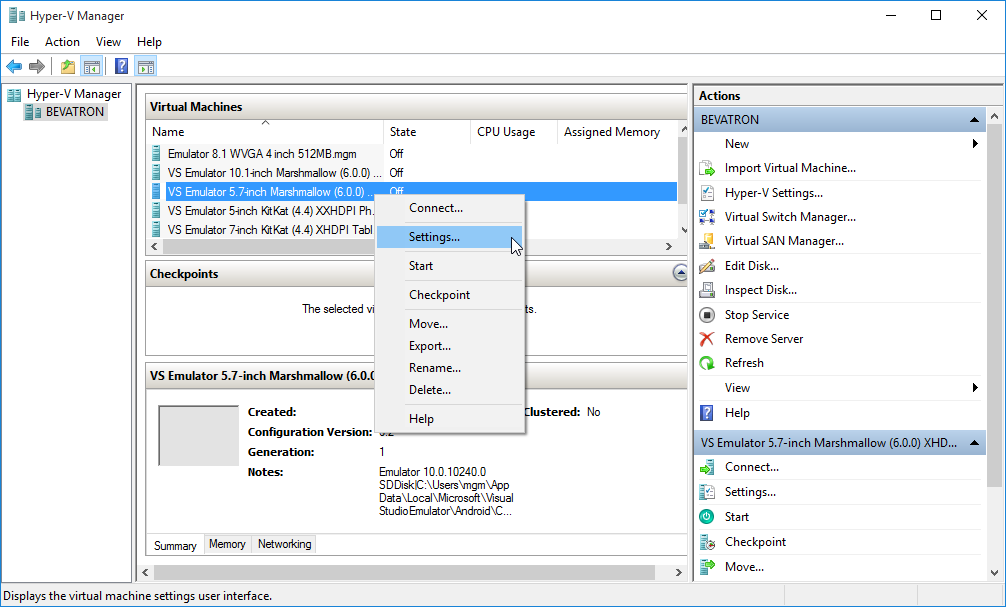 Hyper-V Manager
File Action View Help
Hyper-V Manager
BEVATRON
Virtual Machines
Name State CPU Usage Assigned Memory
Emulator 8.1 WVGA 4 inch 512MB.mgm Off
VS Emulator 10.1-inch Marshmallow (6.0.0) ... Off
VS Emulator 5.7-inch Marshmallow (6.0.0) ... Off
VS Emulator 5-inch KitKat (4.4) XXHDPI Ph
VS Emulator 7-inch KitKat (4.4) XHDPI Tabl
Connect...
Settings...
Start
Checkpoint
Move...
Export...
Rename...
Delete...
Help
Checkpoints
The selected
VS Emulator 5.7-inch Marshmallow (6.0.0
Created:
Clustered: No
Configuration Version:
Generation: 1
Notes: Emulator 10.0.10240.0
SDDisk|C:\Users\mgm\App
Data\Local\Microsoft\Visual
StudioEmulator\Android\C...
Summary Memory Networking
Actions
BEVATRON
New
Import Virtual Machine...
Hyper-V Settings...
Virtual Switch Manager...
Virtual SAN Manager...
Edit Disk...
Inspect Disk...
Stop Service
Remove Server
Refresh
View
Help
VS Emulator 5.7-inch Marshmallow (6.0.0) XHD...
Connect...
Settings...
Start
Checkpoint
Move...
Displays the virtual machine settings user interface.